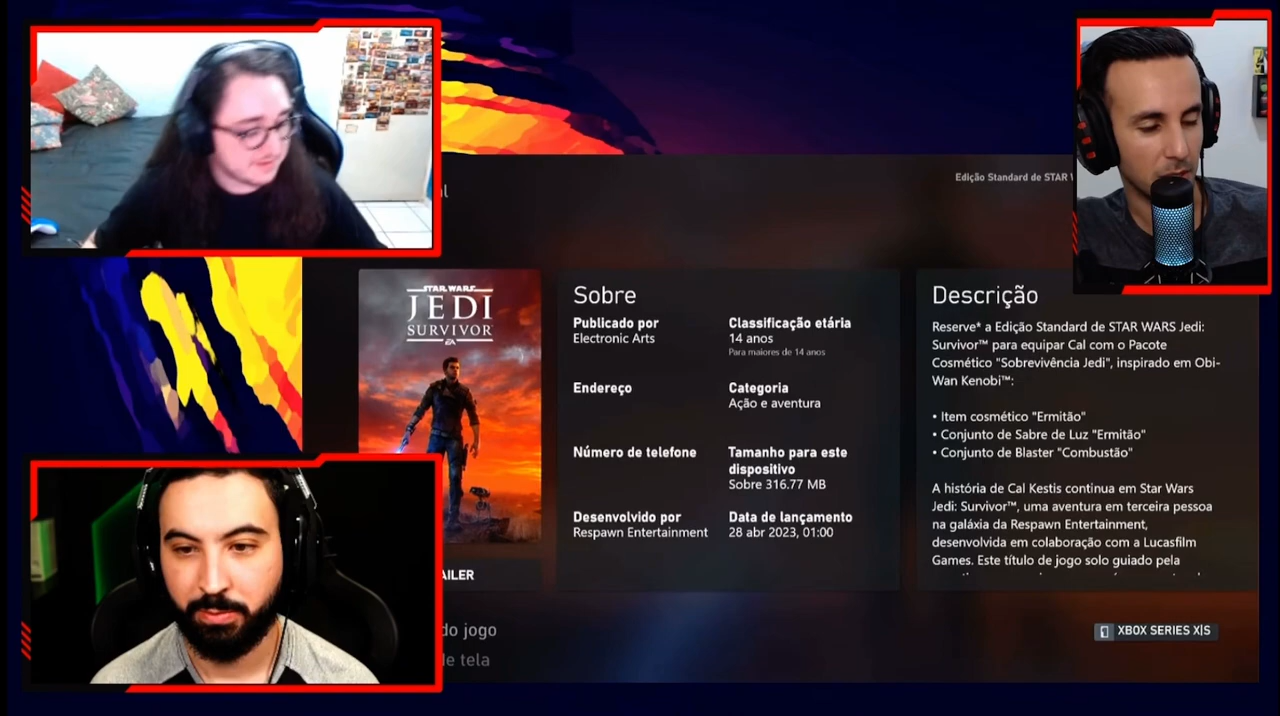 Edição Standard de STAR
STAR WARS
JEDI
SURVIVOR
EA
Sobre
Publicado por
Electronic Arts
Classificação etária
14 anos
Para maiores de 14 anos
Endereço
Categoria
Ação e aventura
Número de telefone
Tamanho para este
dispositivo
Sobre 316.77 MB
Desenvolvido por
Respawn Entertainment
Data de lançamento
28 abr 2023, 01:00
Descrição
Reserve* a Edição Standard de STAR WARS Jedi:
Survivor™ para equipar Cal com o Pacote
Cosmético "Sobrevivência Jedi", inspirado em Obi-
Wan Kenobi™:
• Item cosmético "Ermitão"
• Conjunto de Sabre de Luz "Ermitão"
• Conjunto de Blaster "Combustão"
A história de Cal Kestis continua em Star Wars
Jedi: Survivor™, uma aventura em terceira pessoa
na galáxia da Respawn Entertainment,
desenvolvida em colaboração com a Lucasfilm
Games. Este título de jogo solo guiado pela
AILER
do jogo
de tela
XBOX SERIES X|S